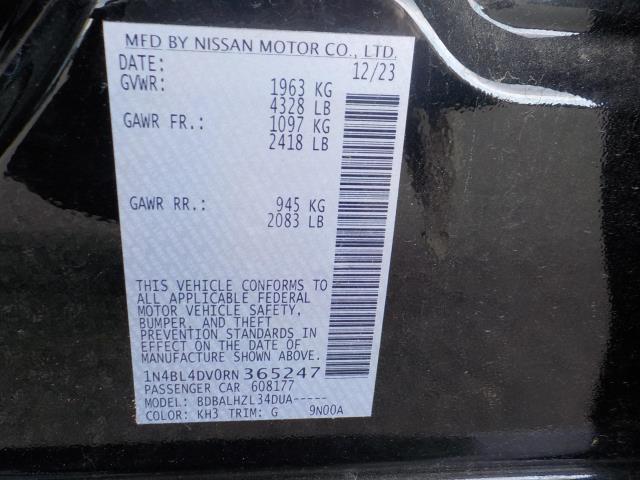 MFD BY NISSAN MOTOR CO., LTD.
DATE: 12/23
GVWR: 1963 KG
4328 LB
GAWR FR.: 1097 KG
2418 LB
GAWR RR.: 945 KG
2083 LB
THIS VEHICLE CONFORMS TO
ALL APPLICABLE FEDERAL
MOTOR VEHICLE SAFETY,
BUMPER, AND THEFT
PREVENTION STANDARDS IN
EFFECT ON THE DATE OF
MANUFACTURE SHOWN ABOVE.
1N4BL4DV0RN365247
PASSENGER CAR 608177
MODEL: BDBALHZL34DUA-----
COLOR: KH3 TRIM: G 9N00A